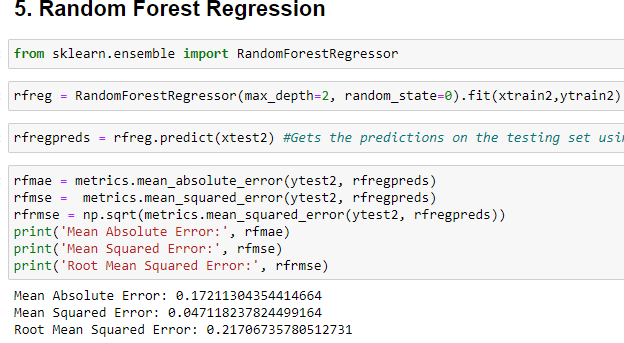 5. Random Forest Regression
from sklearn.ensemble import RandomForestRegressor
rfreg = RandomForestRegressor(max_depth=2, random_state=0).fit(xtrain2,ytrain2)
rfregpreds = rfreg.predict(xtest2) #Gets the predictions on the testing set
rfmae = metrics.mean_absolute_error(ytest2, rfregpreds)
rfmse =  metrics.mean_squared_error(ytest2, rfregpreds)
rfrmse = np.sqrt(metrics.mean_squared_error(ytest2, rfregpreds))
print('Mean Absolute Error:', rfmae)
print('Mean Squared Error:', rfmse)
print('Root Mean Squared Error:', rfrmse)
Mean Absolute Error: 0.17211304354414664
Mean Squared Error: 0.047118237824499164
Root Mean Squared Error: 0.21706735780512731